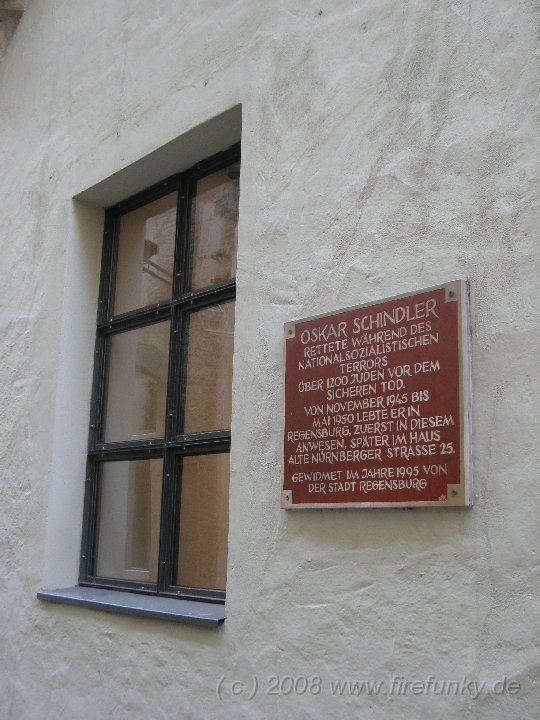 OSKAR SCHINDLER
RETTETE WÄHREND DES
NATIONALSOZIALISTISCHEN
TERRORS
ÜBER 1200 JUDEN VOR DEM
SICHEREN TOD.
VON NOVEMBER 1945 BIS
MAI 1950 LEBTE ER IN
REGENSBURG, ZUERST IN DIESEM
ANWESEN, SPÄTER IM HAUS
ALTE NÜRNBERGER STRASSE 25.
GEWIDMET IM JAHRE 1995 VON
DER STADT REGENSBURG
(c) 2008 www.firefunky.de